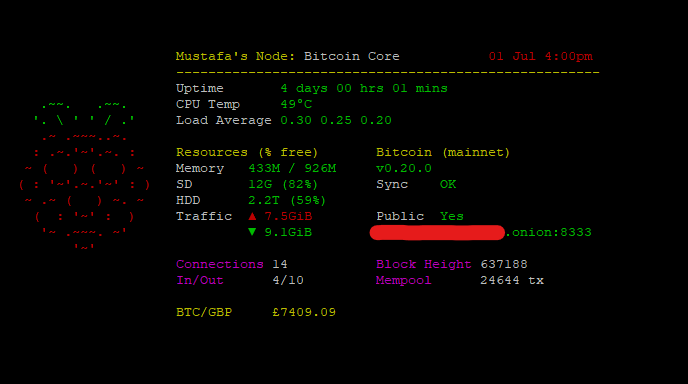 Mustafa's Node: Bitcoin Core 01 Jul 4:00pm
Uptime 4 days 00 hrs 01 mins
CPU Temp 49°C
Load Average 0.30 0.25 0.20
Resources (% free) Bitcoin (mainnet)
Memory 433M / 926M v0.20.0
SD 12G (82%) Sync OK
HDD 2.2T (59%)
Traffic ▲ 7.5GiB Public Yes
▼ 9.1GiB .onion:8333
Connections 14 Block Height 637188
In/Out 4/10 Mempool 24644 tx
BTC/GBP £7409.09